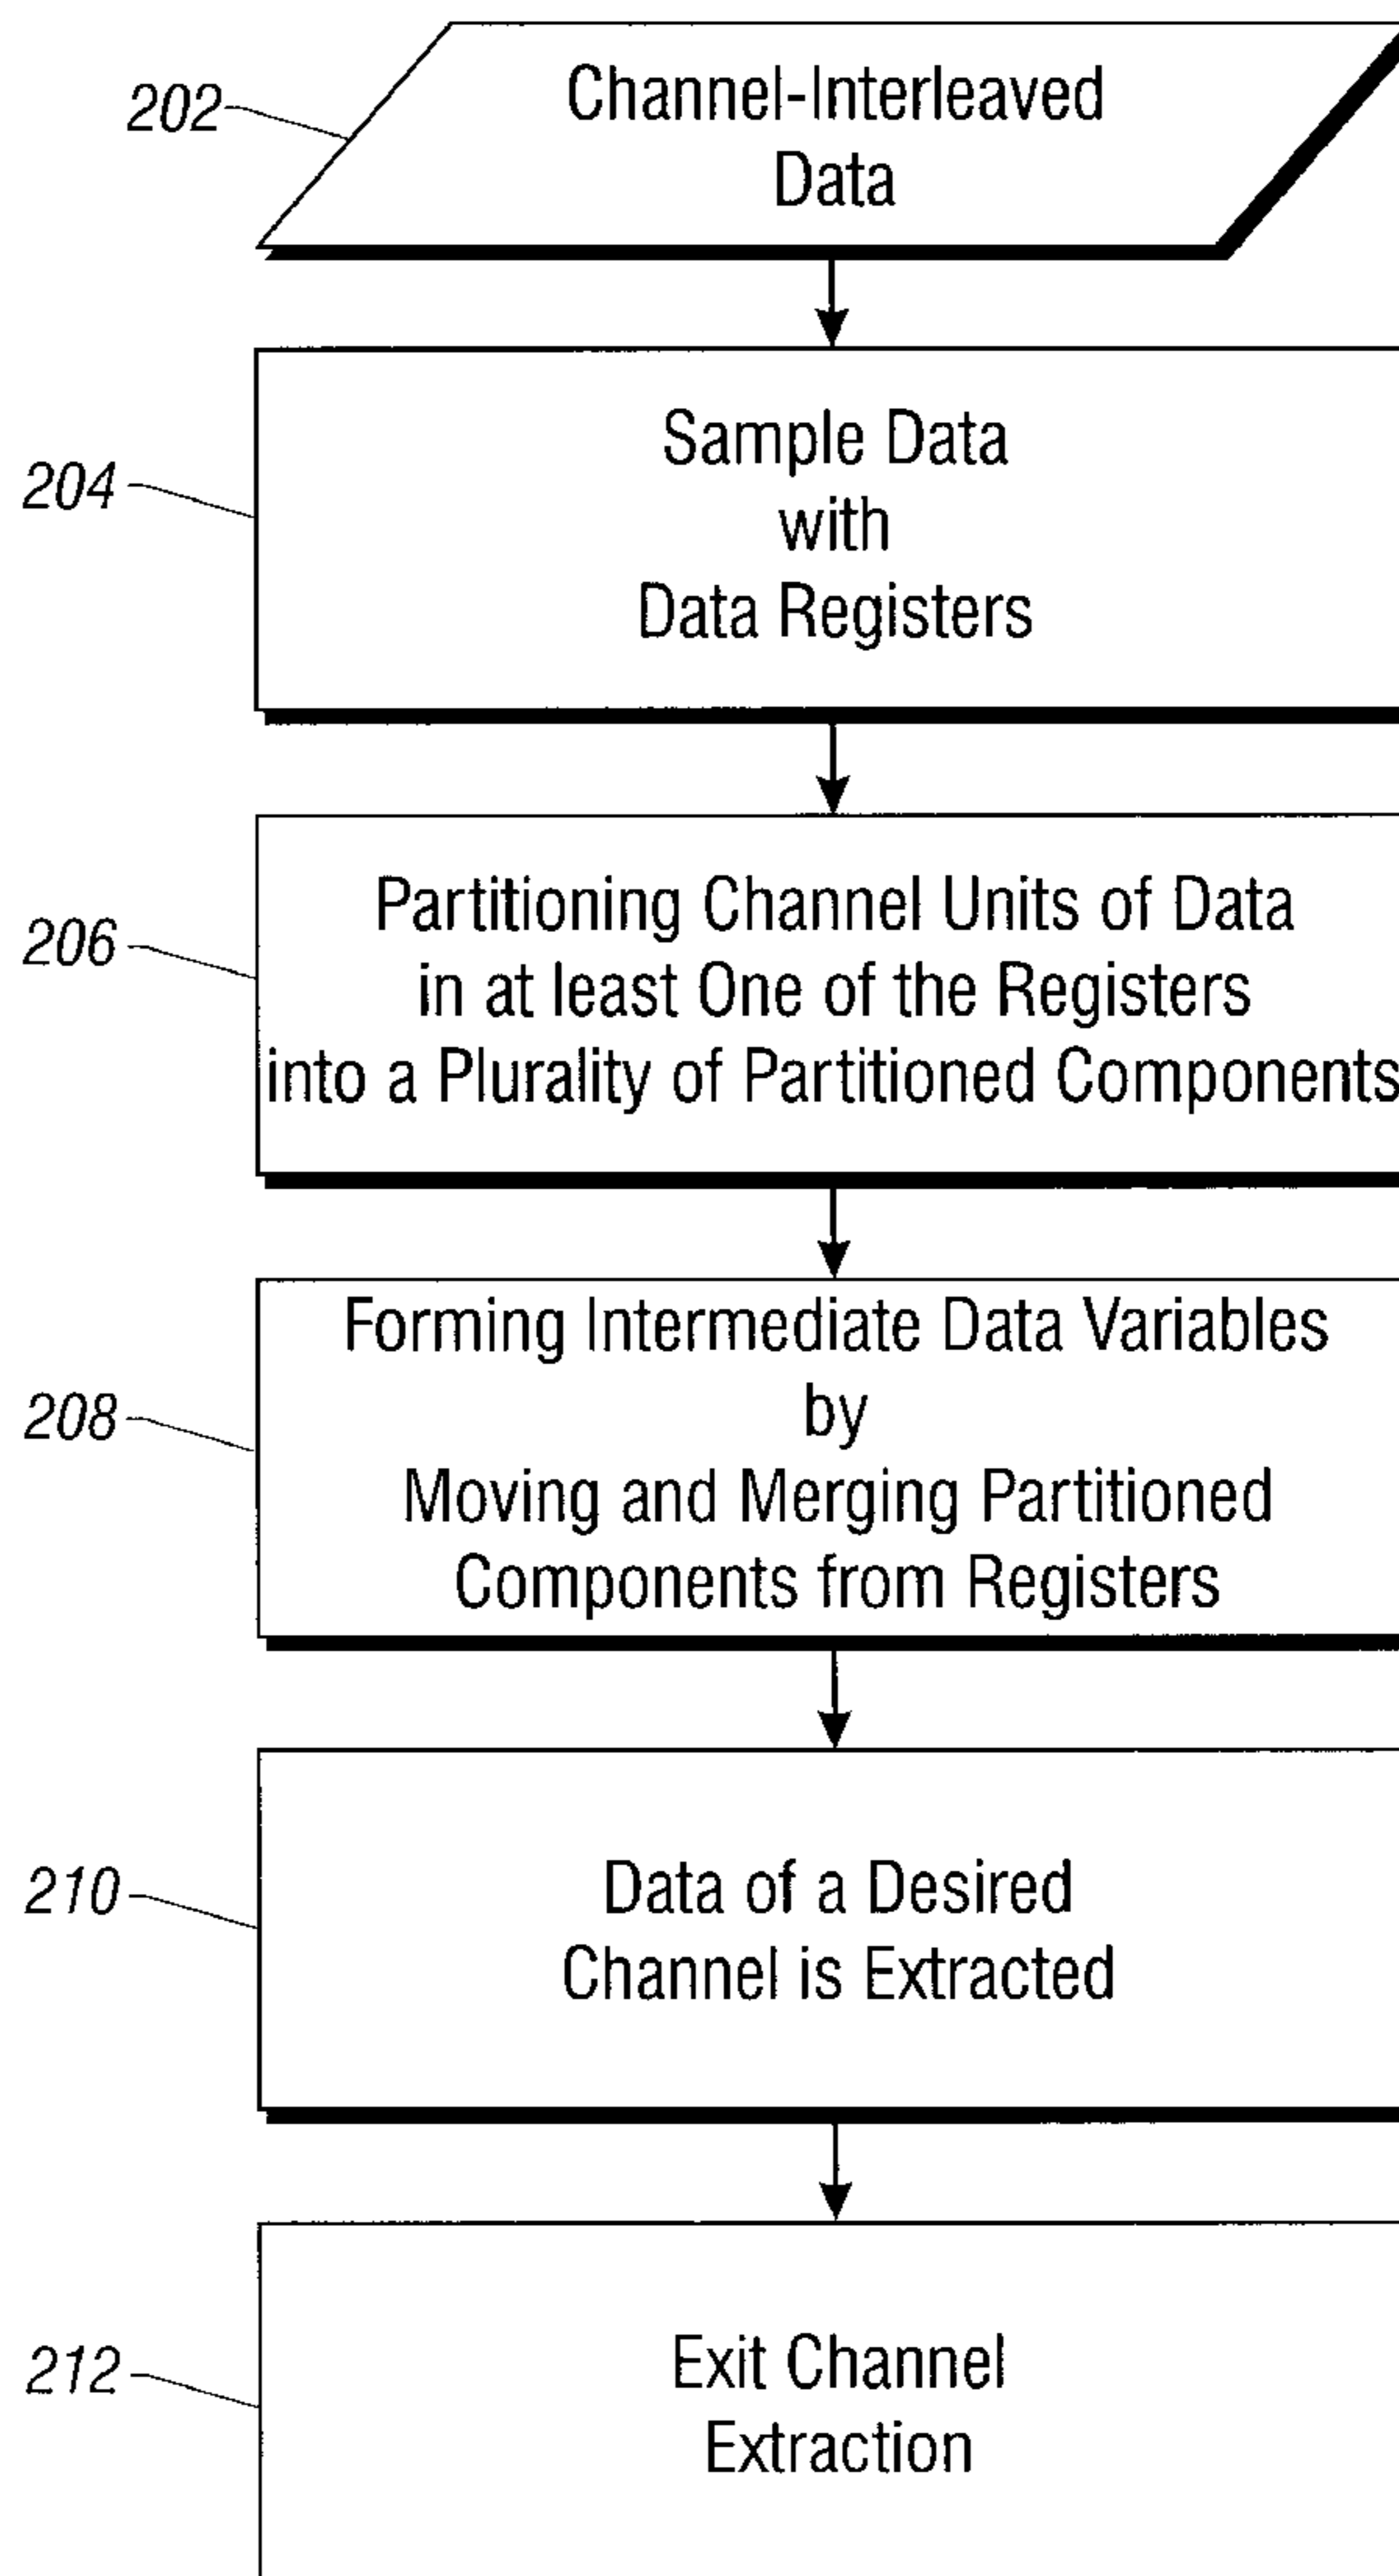 202
Channel-Interleaved
Data
204
Sample Data
with
Data Registers
206
Partitioning Channel Units of Data
in at least One of the Registers
into a Plurality of Partitioned Components
208
Forming Intermediate Data Variables
by
Moving and Merging Partitioned
Components from Registers
210
Data of a Desired
Channel is Extracted
212
Exit Channel
Extraction